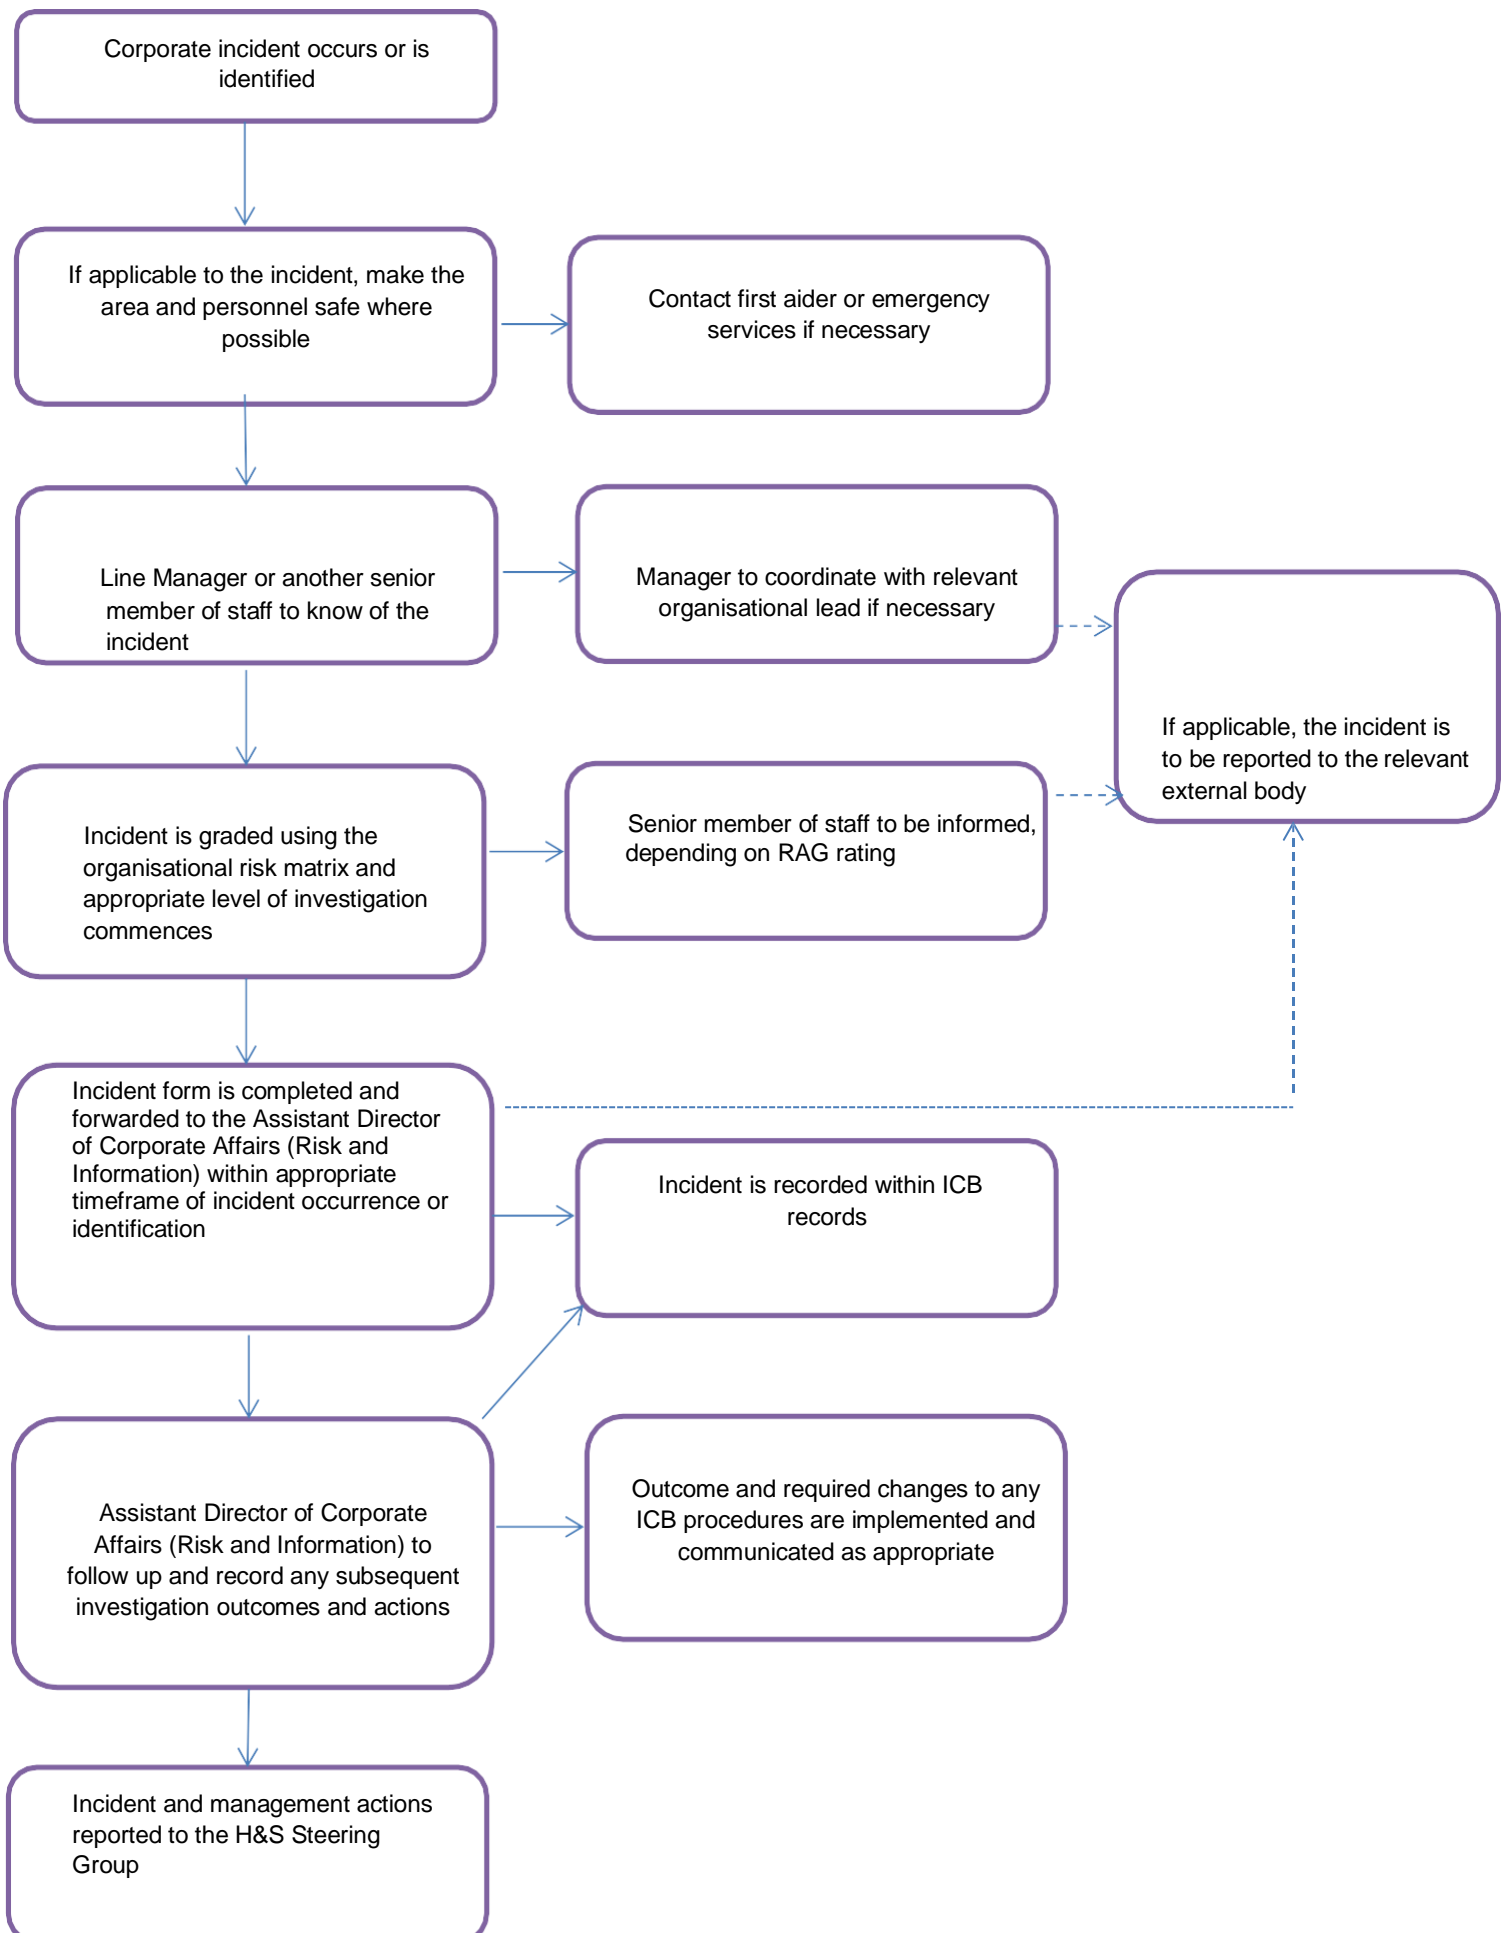 Corporate incident occurs or is
identified
If applicable to the incident, make the
area and personnel safe where
possible
Contact first aider or emergency
services if necessary
Line Manager or another senior
member of staff to know of the
incident
Manager to coordinate with relevant
organisational lead if necessary
If applicable, the incident is
to be reported to the relevant
external body
Incident is graded using the
organisational risk matrix and
appropriate level of investigation
commences
Senior member of staff to be informed,
depending on RAG rating
Incident form is completed and
forwarded to the Assistant Director
of Corporate Affairs (Risk and
Information) within appropriate
timeframe of incident occurrence or
identification
Incident is recorded within ICB
records
Assistant Director of Corporate
Affairs (Risk and Information) to
follow up and record any subsequent
investigation outcomes and actions
Outcome and required changes to any
ICB procedures are implemented and
communicated as appropriate
Incident and management actions
reported to the H&S Steering
Group